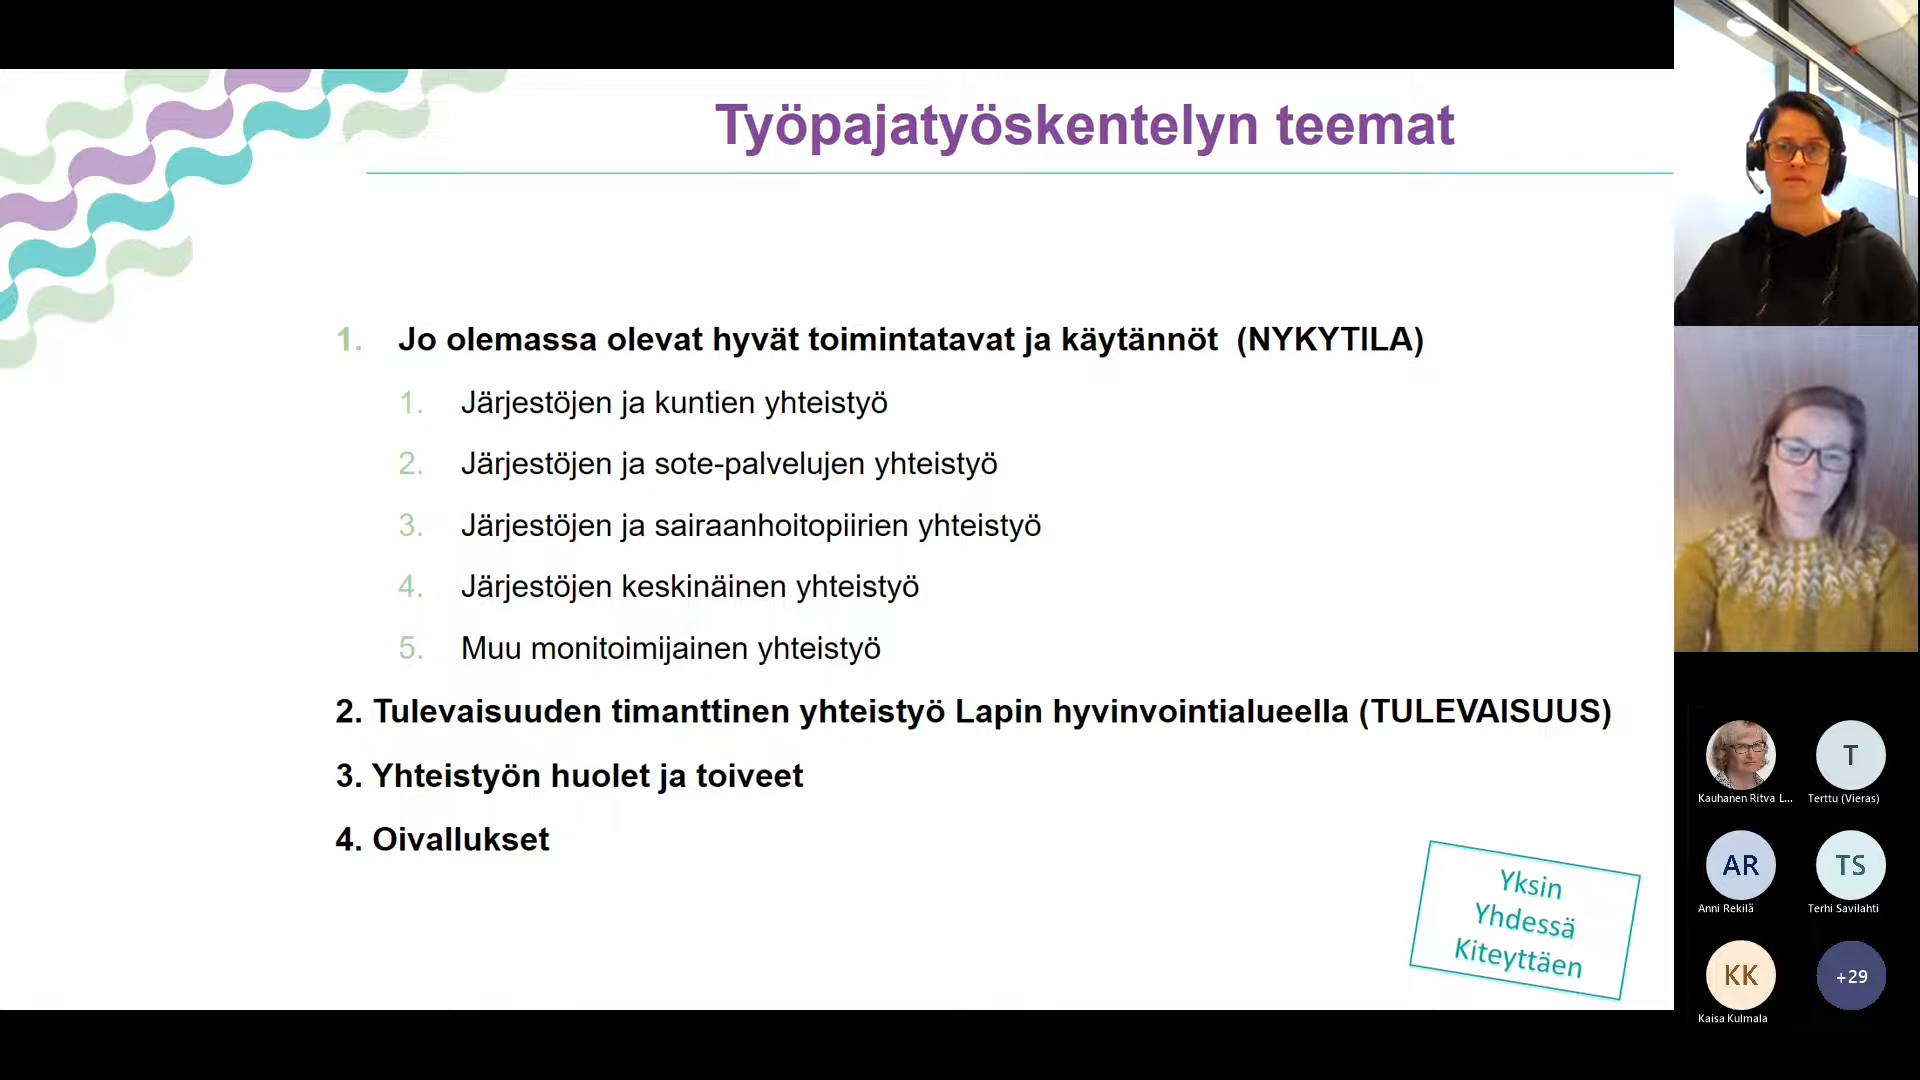 Työpajatyöskentelyn teemat
1. Jo olemassa olevat hyvät toimintatavat ja käytännöt (NYKYTILA)
1. Järjestöjen ja kuntien yhteistyö
2. Järjestöjen ja sote-palvelujen yhteistyö
3. Järjestöjen ja sairaanhoitopiirien yhteistyö
4. Järjestöjen keskinäinen yhteistyö
5. Muu monitoimijainen yhteistyö
2. Tulevaisuuden timanttinen yhteistyö Lapin hyvinvointialueella (TULEVAISUUS)
3. Yhteistyön huolet ja toiveet
4. Oivallukset
Yksin
Yhdessä
Kiteyttäen
T
Kauhanen Ritva L...
Terttu (Vieras)
AR
TS
Anni Rekilä
Terhi Savilahti
KK
+29
Kaisa Kulmala